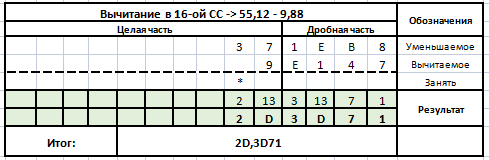 Вычитание в 16-ой СС -> 55,12 - 9,88 Обозначения
Целая часть Дробная часть
3 7 1 E B 8 Уменьшаемое
9 E 1 4 7 Вычитаемое
* Занять
2 13 3 13 7 1 Результат
2 D 3 D 7 1
Итог: 2D,3D71